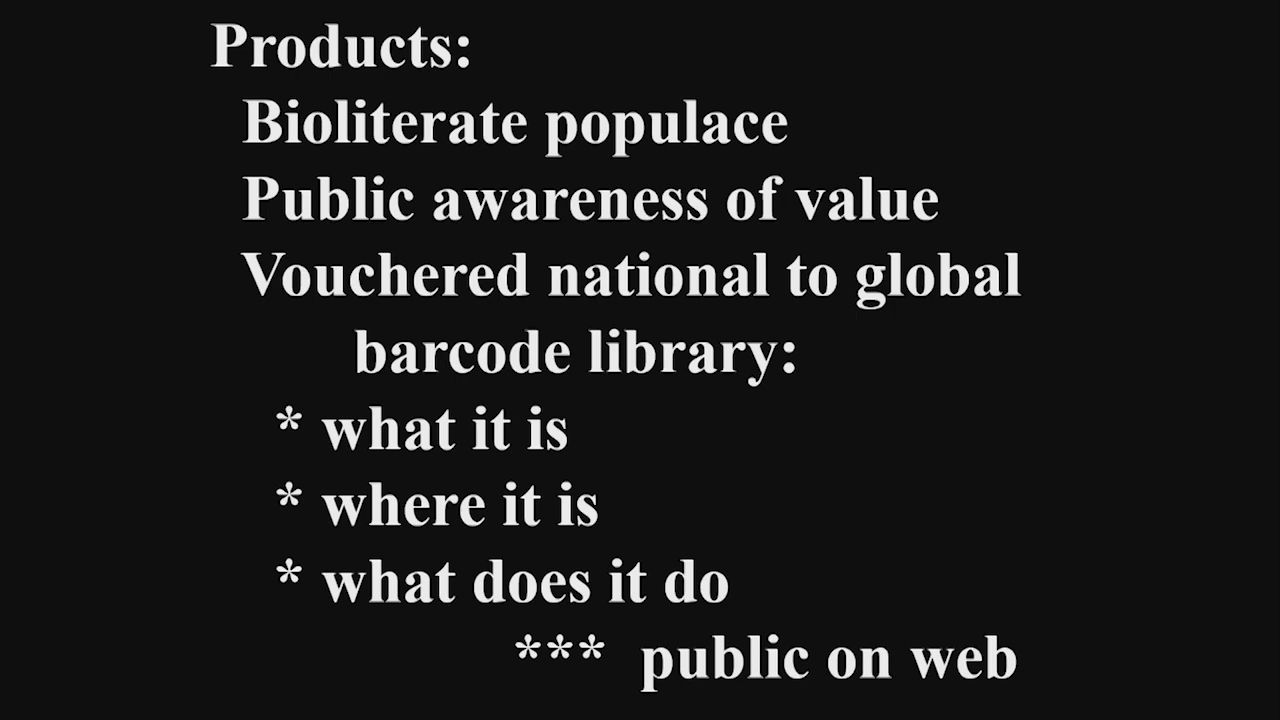 Products:
Bioliterate populace
Public awareness of value
Vouchered national to global
barcode library:
* what it is
* where it is
* what does it do
*** public on web